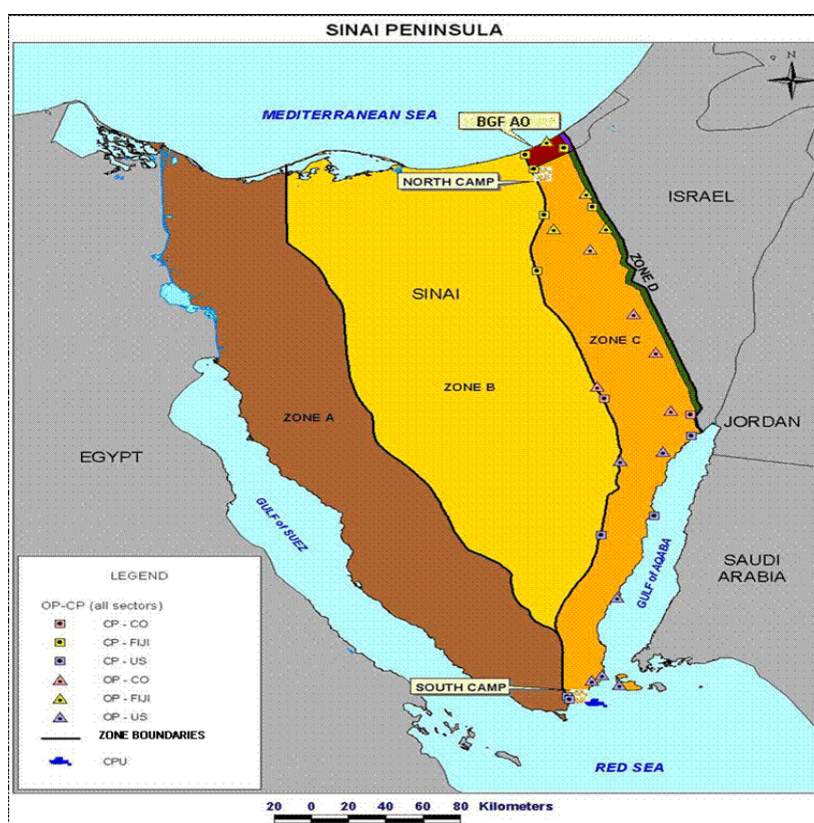 SINAI PENINSULA
N
MEDITERRANEAN SEA
BGF AO
NORTH CAMP
ISRAEL
ZONE D
SINAI
ZONE C
ZONE B
ZONE A
JORDAN
EGYPT
GULF of SUEZ
GULF of AQABA
SAUDI
ARABIA
SOUTH CAMP
RED SEA
LEGEND
OP-CP (all sectors)
CP - CO
CP - FIJI
CP - US
OP - CO
OP - FIJI
OP - US
ZONE BOUNDARIES
CPU
20 0 20 40 60 80 Kilometers